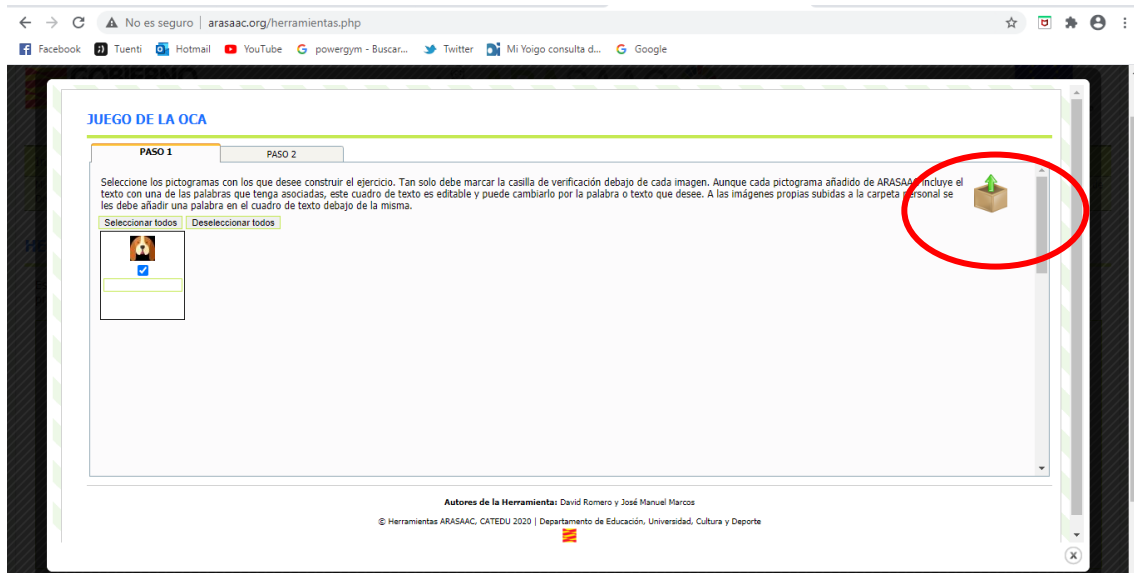 No es seguro | arasaac.org/herramientas.php
Facebook Tuenti Hotmail YouTube powergym - Buscar... Twitter Mi Yoigo consulta d... Google
GOBIERNO
JUEGO DE LA OCA
PASO 1 PASO 2
Seleccione los pictogramas con los que desee construir el ejercicio. Tan solo debe marcar la casilla de verificación debajo de cada imagen. Aunque cada pictograma añadido de ARASAAC incluye el
texto con una de las palabras que tenga asociadas, este cuadro de texto es editable y puede cambiarlo por la palabra o texto que desee. A las imágenes propias subidas a la carpeta personal se
les debe añadir una palabra en el cuadro de texto debajo de la misma.
Seleccionar todos Deseleccionar todos
Autores de la Herramienta: David Romero y José Manuel Marcos
© Herramientas ARASAAC, CATEDU 2020 | Departamento de Educación, Universidad, Cultura y Deporte